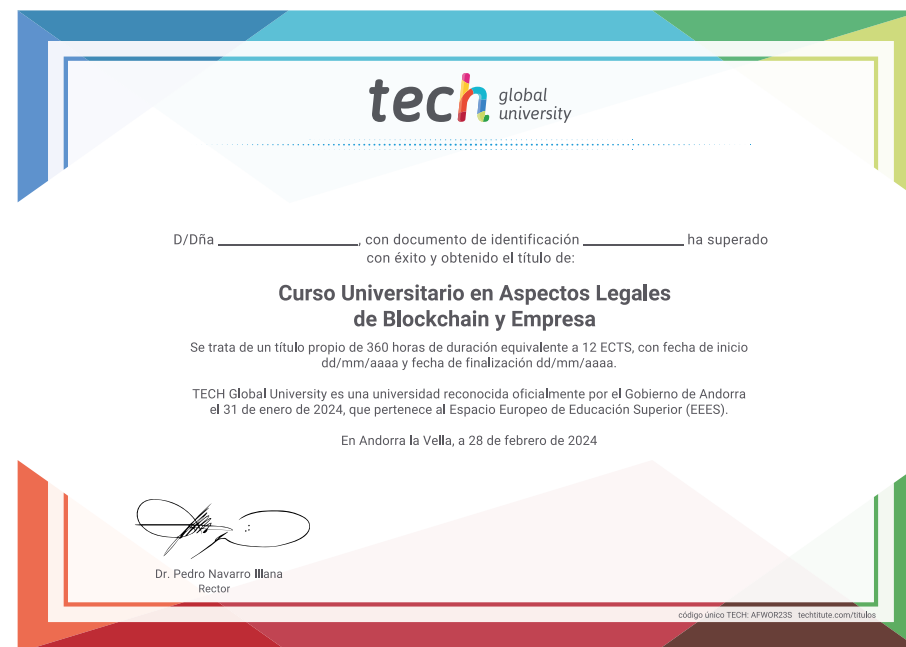 tech global university
D/Dña ____________, con documento de identificación ____________ ha superado
con éxito y obtenido el título de:
Curso Universitario en Aspectos Legales
de Blockchain y Empresa
Se trata de un título propio de 360 horas de duración equivalente a 12 ECTS, con fecha de inicio
dd/mm/aaaa y fecha de finalización dd/mm/aaaa.
TECH Global University es una universidad reconocida oficialmente por el Gobierno de Andorra
el 31 de enero de 2024, que pertenece al Espacio Europeo de Educación Superior (EEES).
En Andorra la Vella, a 28 de febrero de 2024
Dr. Pedro Navarro Illana
Rector
código único TECH: AFWOR23S techtitute.com/titulos